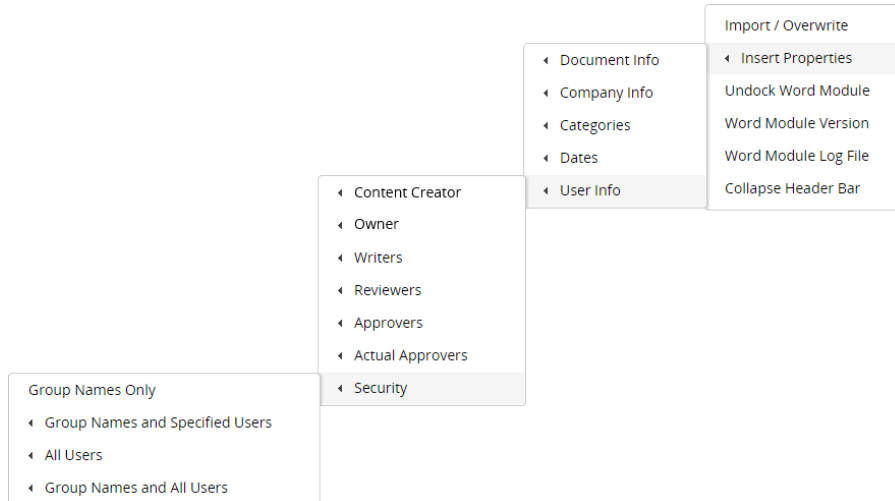 Import / Overwrite
Insert Properties
Undock Word Module
Word Module Version
Word Module Log File
Collapse Header Bar
Document Info
Company Info
Categories
Dates
User Info
Content Creator
Owner
Writers
Reviewers
Approvers
Actual Approvers
Security
Group Names Only
Group Names and Specified Users
All Users
Group Names and All Users